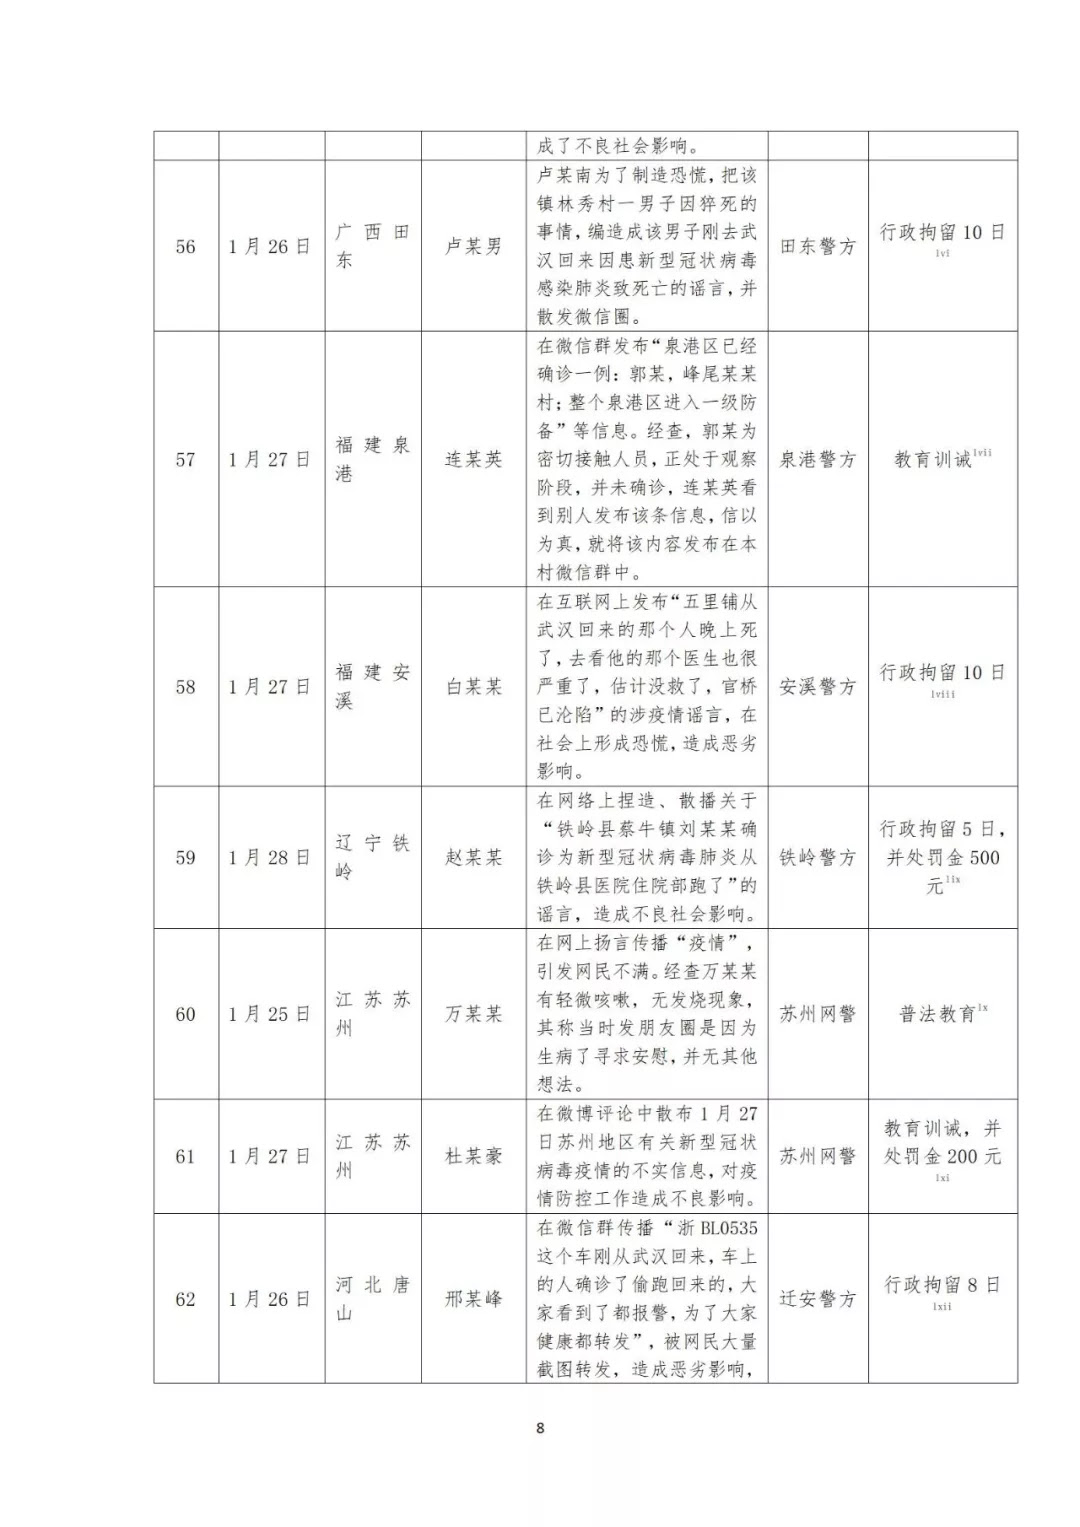 成了不良社会影响。
56
1月26日
广西田
东
卢某男
卢某南为了制造恐慌，把该
镇林秀村一男子因猝死的
事情，编造成该男子刚去武
汉回来因患新型冠状病毒
感染肺炎致死亡的谣言，并
散发微信圈。
田东警方
行政拘留10日
lvi
57
1月27日
福建泉
港
连某英
在微信群发布“泉港区已经
确诊一例：郭某，峰尾某某
村；整个泉港区进入一级防
备”等信息。经查，郭某为
密切接触人员，正处于观察
阶段，并未确诊，连某英看
到别人发布该条信息，信以
为真，就将该内容发布在本
村微信群中。
泉港警方
教育训诫lvii
58
1月27日
福建安
溪
白某某
在互联网上发布“五里铺从
武汉回来的那个人晚上死
了，去看他的那个医生也很
严重了，估计没救了，官桥
已沦陷”的涉疫情谣言，在
社会上形成恐慌，造成恶劣
影响。
安溪警方
行政拘留10日
lviii
59
1月28日
辽宁铁
岭
赵某某
在网络上捏造、散播关于
“铁岭县蔡牛镇刘某某确
诊为新型冠状病毒肺炎从
铁岭县医院住院部跑了”的
谣言，造成不良社会影响。
铁岭警方
行政拘留5日，
并处罚金500
元lix
60
1月25日
江苏苏
州
万某某
在网上扬言传播“疫情”，
引发网民不满。经查万某某
有轻微咳嗽，无发烧现象，
其称当时发朋友圈是因为
生病了寻求安慰，并无其他
想法。
苏州网警
普法教育lx
61
1月27日
江苏苏
州
杜某豪
在微博评论中散布1月27
日苏州地区有关新型冠状
病毒疫情的不实信息，对疫
情防控工作造成不良影响。
苏州网警
教育训诫，并
处罚金200元
lxi
62
1月26日
河北唐
山
邢某峰
在微信群传播“浙BL0535
这个车刚从武汉回来，车上
的人确诊了偷跑回来的，大
家看到了都报警，为了大家
健康都转发”，被网民大量
截图转发，造成恶劣影响，
迁安警方
行政拘留8日
lxii
8